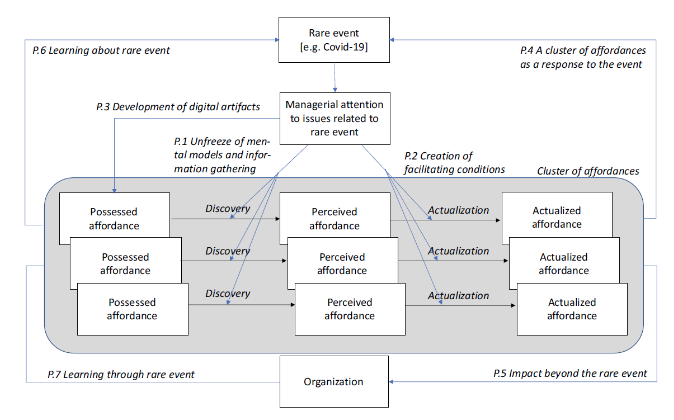 Rare event
[e.g. Covid-19]
P.6 Learning about rare event
P.4 A cluster of affordances
as a response to the event
Managerial attention
to issues related to
rare event
P.3 Development of digital artifacts
P.1 Unfreeze of men-
tal models and infor-
mation gathering
P.2 Creation of
facilitating conditions
Cluster of affordances
Possessed
affordance
Discovery
Perceived
affordance
Actualization
Actualized
affordance
Possessed
affordance
Discovery
Perceived
affordance
Actualization
Actualized
affordance
Possessed
affordance
Discovery
Perceived
affordance
Actualization
Actualized
affordance
P.7 Learning through rare event
Organization
P.5 Impact beyond the rare event